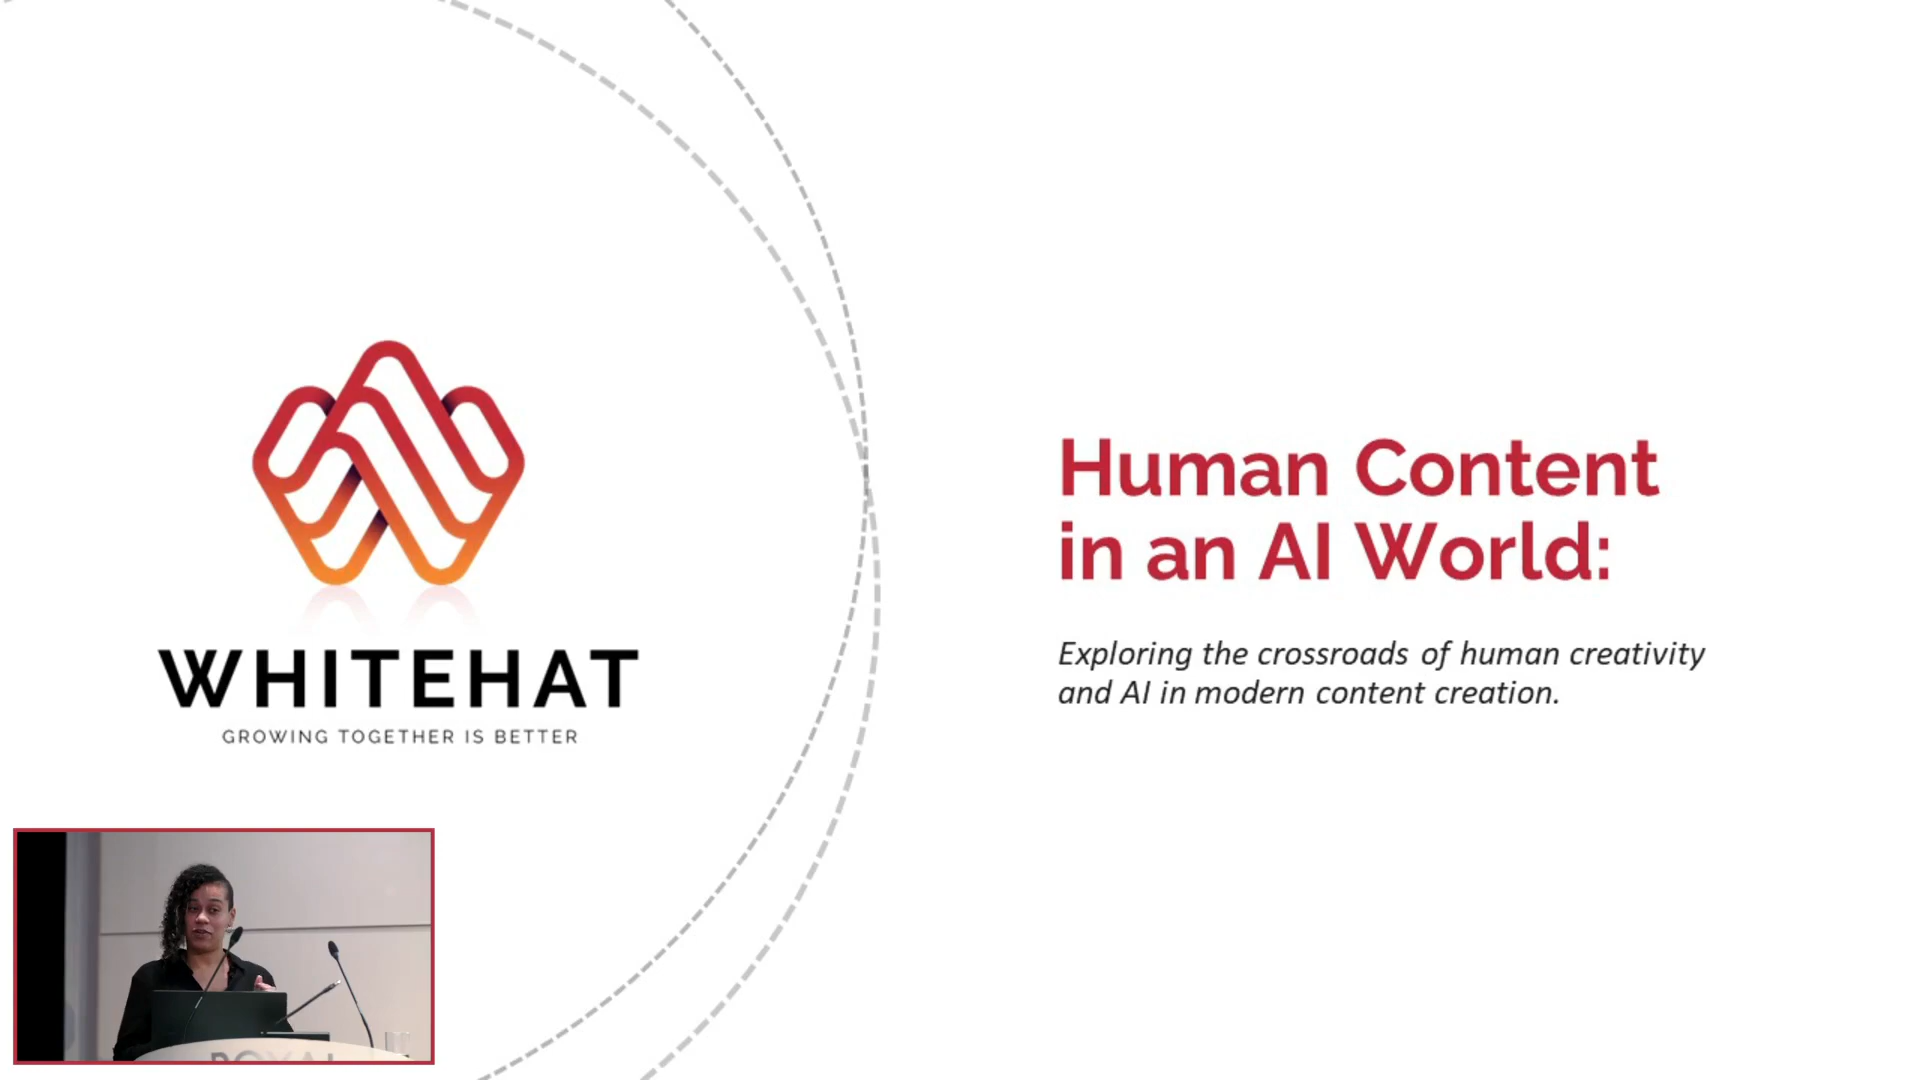 WHITEHAT
GROWING TOGETHER IS BETTER
Human Content
in an AI World:
Exploring the crossroads of human creativity
and AI in modern content creation.
ROYAL